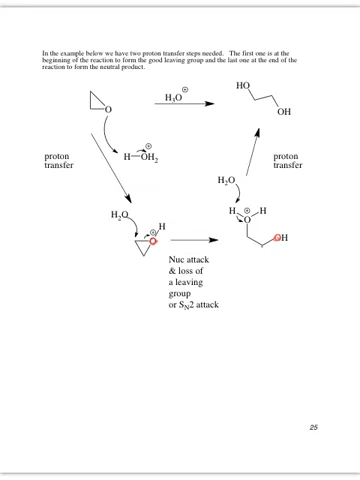 In the example below we have two proton transfer steps needed. The first one is at the
beginning of the reaction to form the good leaving group and the last one at the end of the
reaction to form the neutral product.
HO
H3O ⊕
O
OH
proton
transfer
H OH2 ⊕
proton
transfer
H2O
H2O
H
⊕
O
H ⊕ H
O
OH
Nuc attack
& loss of
a leaving
group
or SN2 attack
25